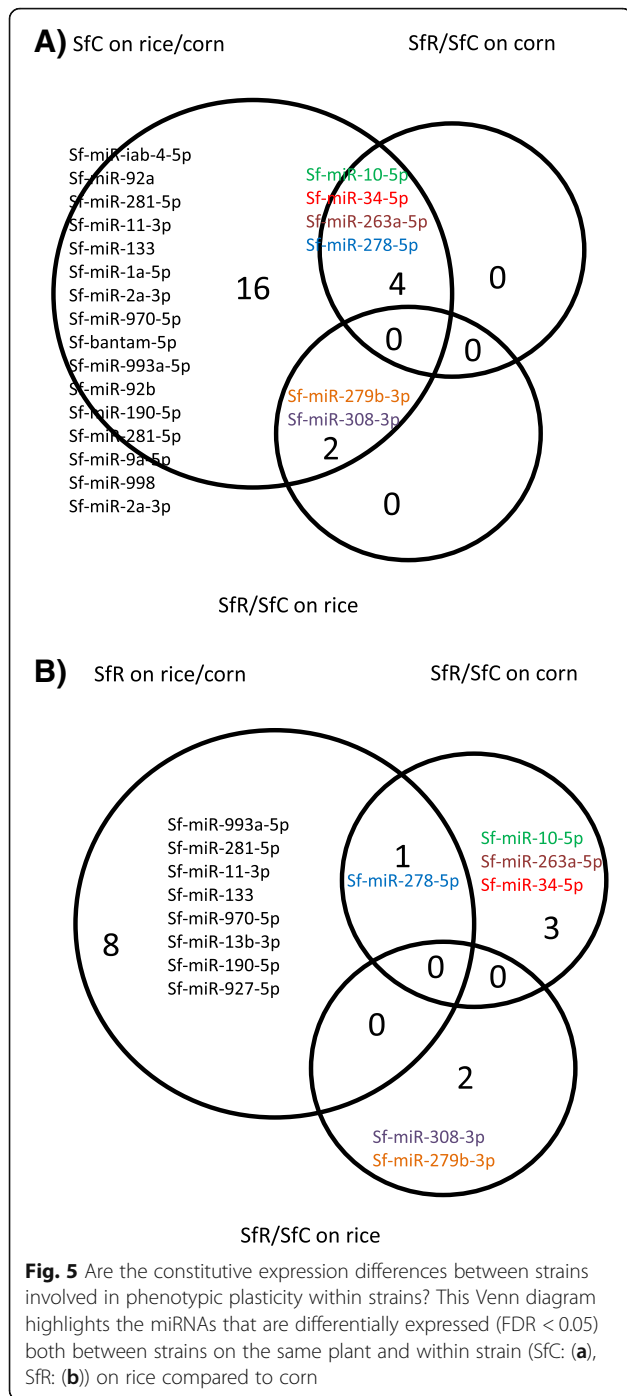 A) SfC on rice/corn
SfR/SfC on corn
Sf-miR-iab-4-5p
Sf-miR-92a
Sf-miR-281-5p
Sf-miR-11-3p
Sf-miR-133
Sf-miR-1a-5p
Sf-miR-2a-3p
Sf-miR-970-5p
Sf-bantam-5p
Sf-miR-993a-5p
Sf-miR-92b
Sf-miR-190-5p
Sf-miR-281-5p
Sf-miR-9a-5p
Sf-miR-998
Sf-miR-2a-3p
16
Sf-miR-10-5p
Sf-miR-34-5p
Sf-miR-263a-5p
Sf-miR-278-5p
4
0
0
0
Sf-miR-279b-3p
Sf-miR-308-3p
2
0
SfR/SfC on rice
B) SfR on rice/corn
SfR/SfC on corn
Sf-miR-993a-5p
Sf-miR-281-5p
Sf-miR-11-3p
Sf-miR-133
Sf-miR-970-5p
Sf-miR-13b-3p
Sf-miR-190-5p
Sf-miR-927-5p
8
1
Sf-miR-278-5p
Sf-miR-10-5p
Sf-miR-263a-5p
Sf-miR-34-5p
3
0
0
0
2
Sf-miR-308-3p
Sf-miR-279b-3p
SfR/SfC on rice
Fig. 5 Are the constitutive expression differences between strains
involved in phenotypic plasticity within strains? This Venn diagram
highlights the miRNAs that are differentially expressed (FDR < 0.05)
both between strains on the same plant and within strain (SfC: (a),
SfR: (b)) on rice compared to corn